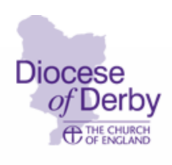 Diocese
of Derby
THE CHURCH
OF ENGLAND